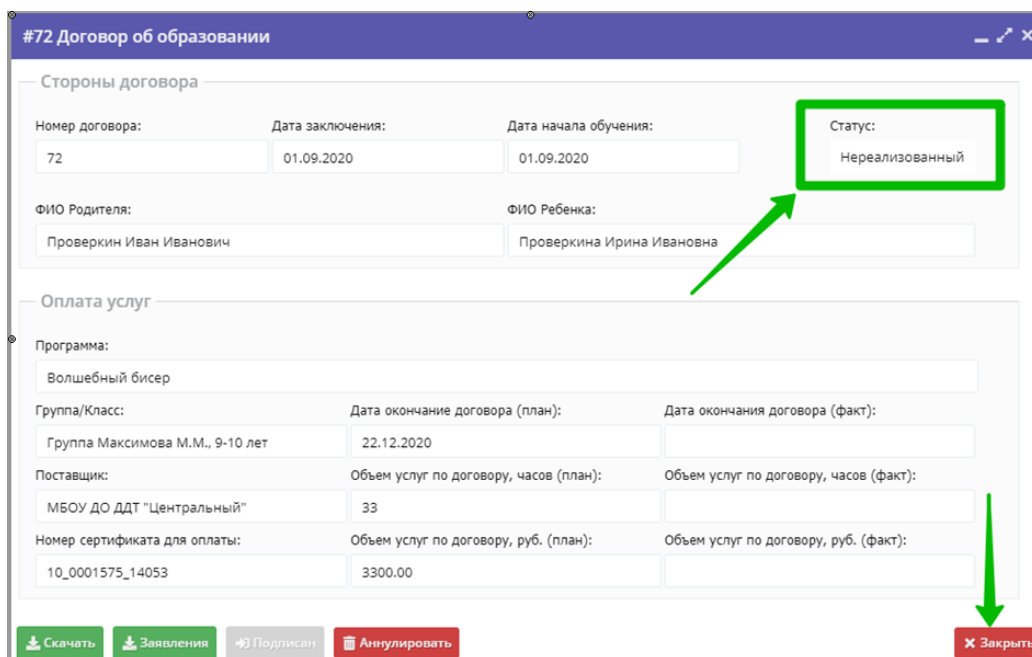 #72 Договор об образовании
Стороны договора
Номер договора: Дата заключения: Дата начала обучения: Статус:
72 01.09.2020 01.09.2020 Нереализованный
ФИО Родителя: ФИО Ребенка:
Проверкин Иван Иванович Проверкина Ирина Ивановна
Оплата услуг
Программа:
Волшебный бисер
Группа/Класс: Дата окончание договора (план): Дата окончания договора (факт):
Группа Максимова М.М., 9-10 лет 22.12.2020
Поставщик: Объем услуг по договору, часов (план): Объем услуг по договору, часов (факт):
МБОУ ДО ДДТ "Центральный" 33
Номер сертификата для оплаты: Объем услуг по договору, руб. (план): Объем услуг по договору, руб. (факт):
10_0001575_14053 3300.00
Скачать Заявления Подписан Аннулировать Закрыть